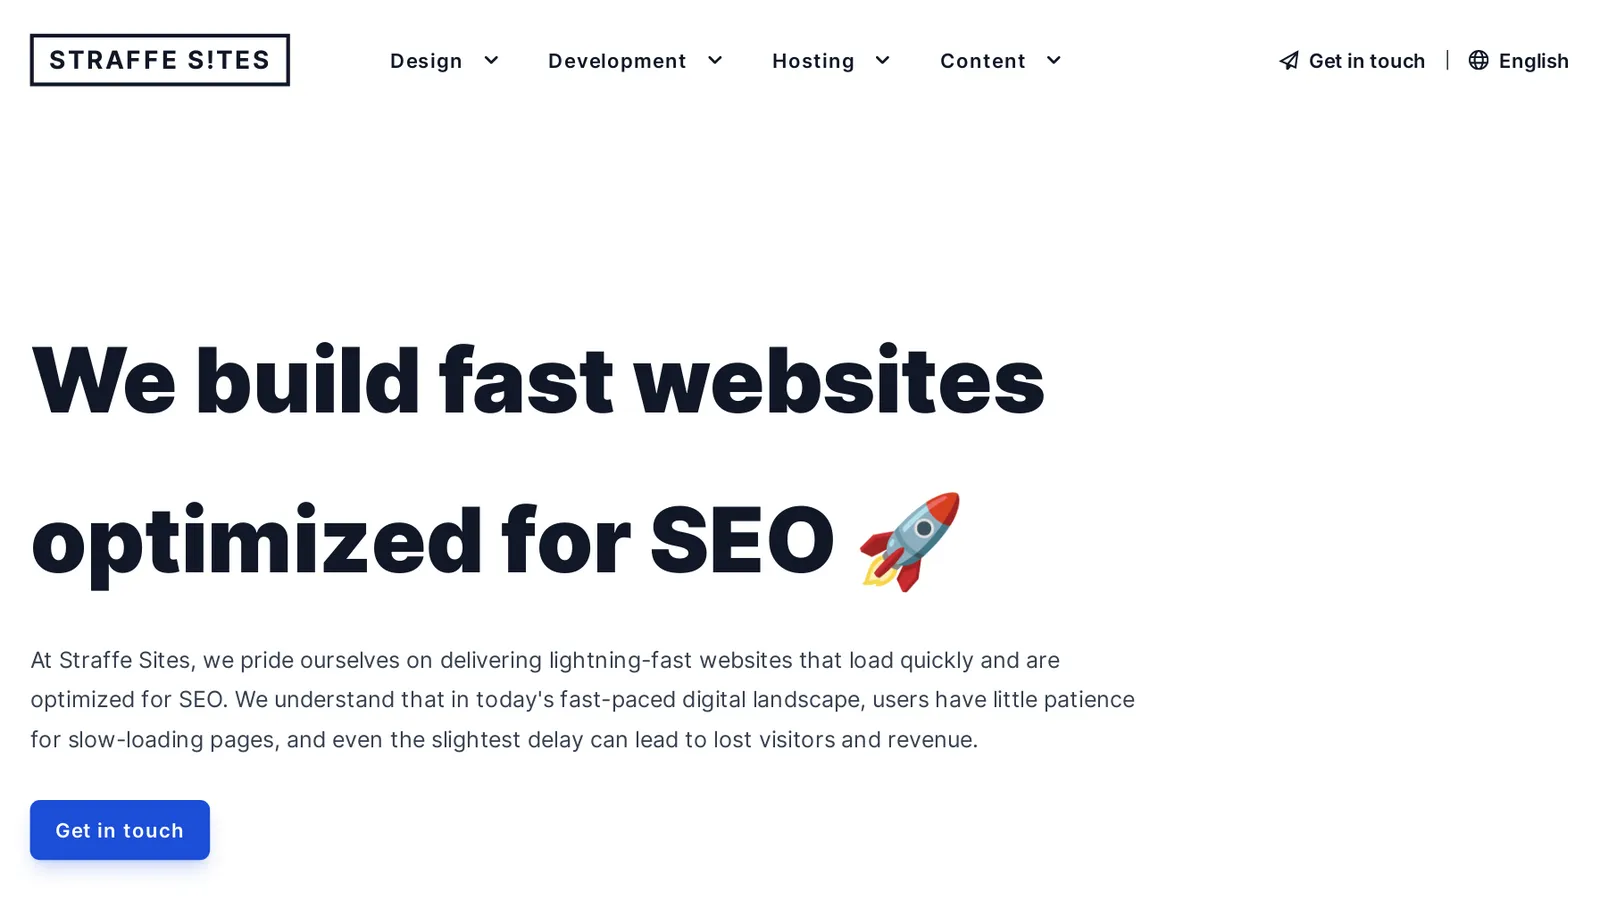 STRAFFE S!TES
Design
Development
Hosting
Content
Get in touch
English
We build fast websites
optimized for SEO 🚀
At Straffe Sites, we pride ourselves on delivering lightning-fast websites that load quickly and are
optimized for SEO. We understand that in today's fast-paced digital landscape, users have little patience
for slow-loading pages, and even the slightest delay can lead to lost visitors and revenue.
Get in touch